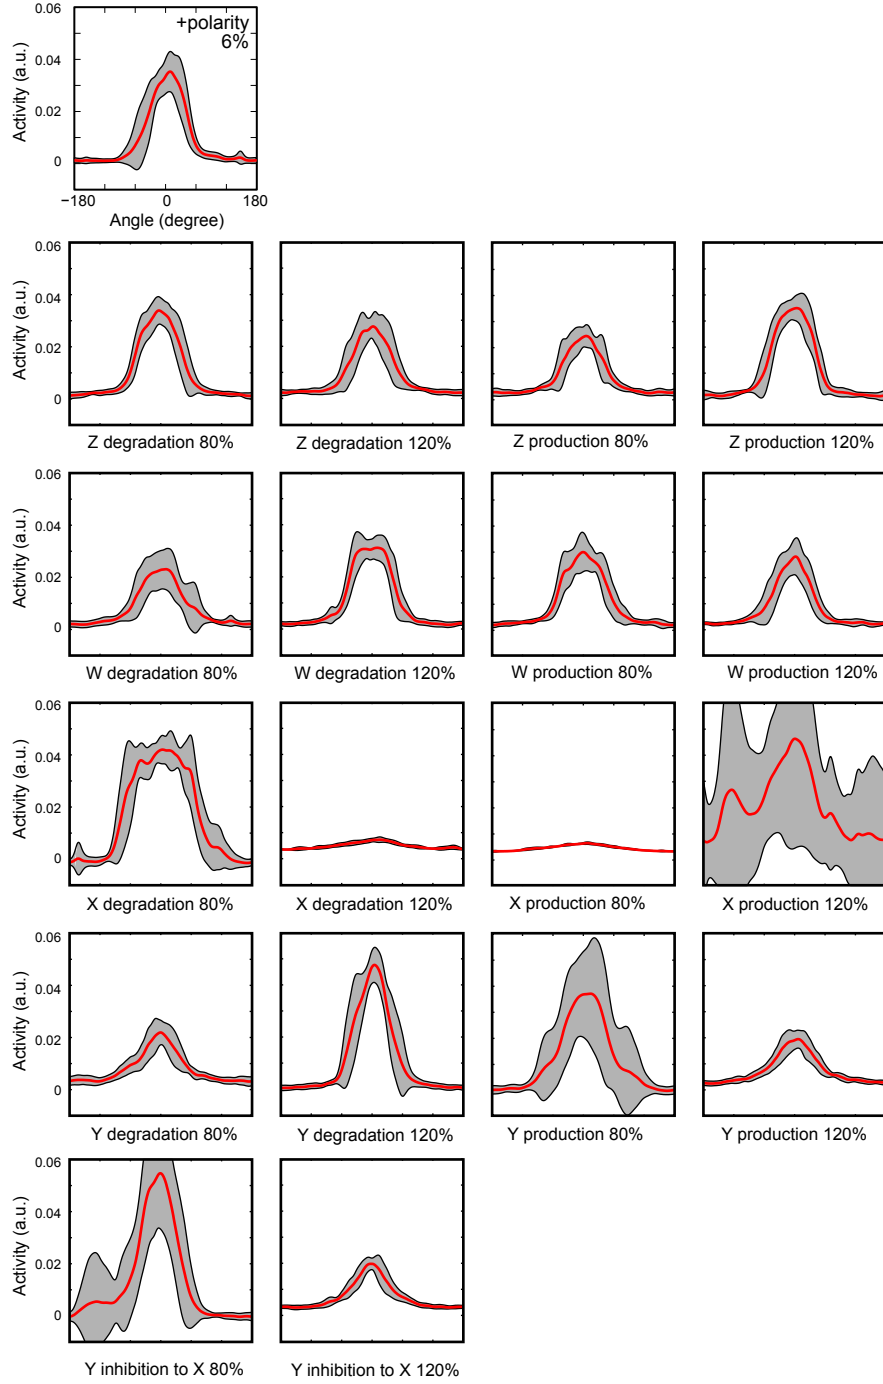 +polarity
6%
Activity (a.u.)
0.06
0.04
0.02
0
−180
0
180
Angle (degree)
Activity (a.u.)
0.06
0.04
0.02
0
Z degradation 80%
Z degradation 120%
Z production 80%
Z production 120%
Activity (a.u.)
0.06
0.04
0.02
0
W degradation 80%
W degradation 120%
W production 80%
W production 120%
Activity (a.u.)
0.06
0.04
0.02
0
X degradation 80%
X degradation 120%
X production 80%
X production 120%
Activity (a.u.)
0.06
0.04
0.02
0
Y degradation 80%
Y degradation 120%
Y production 80%
Y production 120%
Activity (a.u.)
0.06
0.04
0.02
0
Y inhibition to X 80%
Y inhibition to X 120%